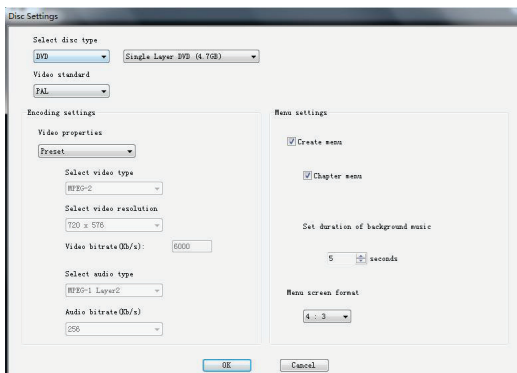 Disc Settings
Select disc type
DVD
Single Layer DVD (4.7GB)
Video standard
PAL
Encoding settings
Video properties
Preset
Select video type
MPEG-2
Select video resolution
720 x 576
Video bitrate(Kb/s):
6000
Select audio type
MPEG-1 Layer2
Audio bitrate(Kb/s)
256
Menu settings
Create menu
Chapter menu
Set duration of background music
5
seconds
Menu screen format
4 : 3
OK
Cancel